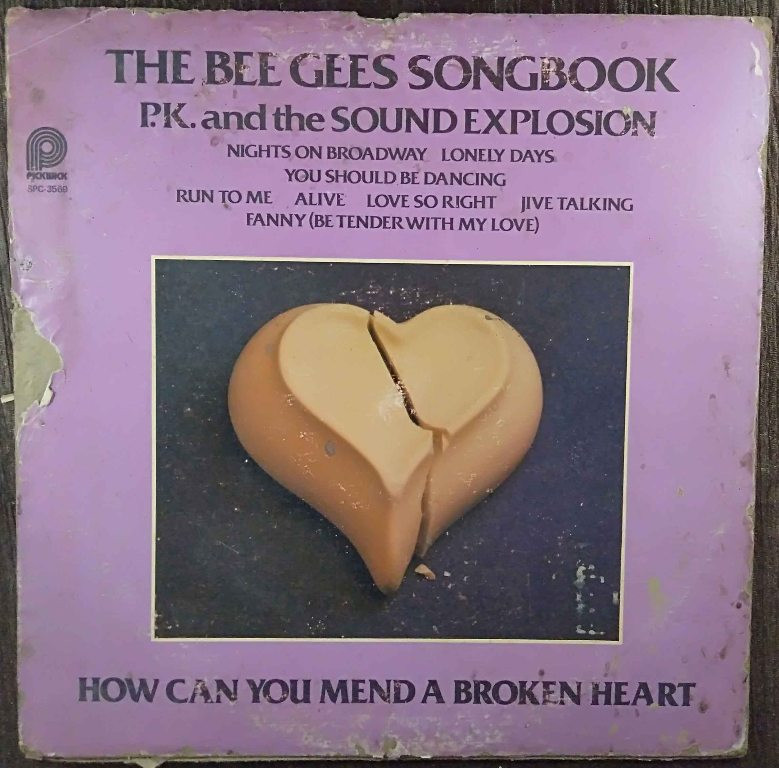 THE BEE GEES SONGBOOK
P.K. and the SOUND EXPLOSION
NIGHTS ON BROADWAY LONELY DAYS
YOU SHOULD BE DANCING
RUN TO ME ALIVE LOVE SO RIGHT JIVE TALKING
FANNY (BE TENDER WITH MY LOVE)
PICKWICK
SPC-3569
HOW CAN YOU MEND A BROKEN HEART